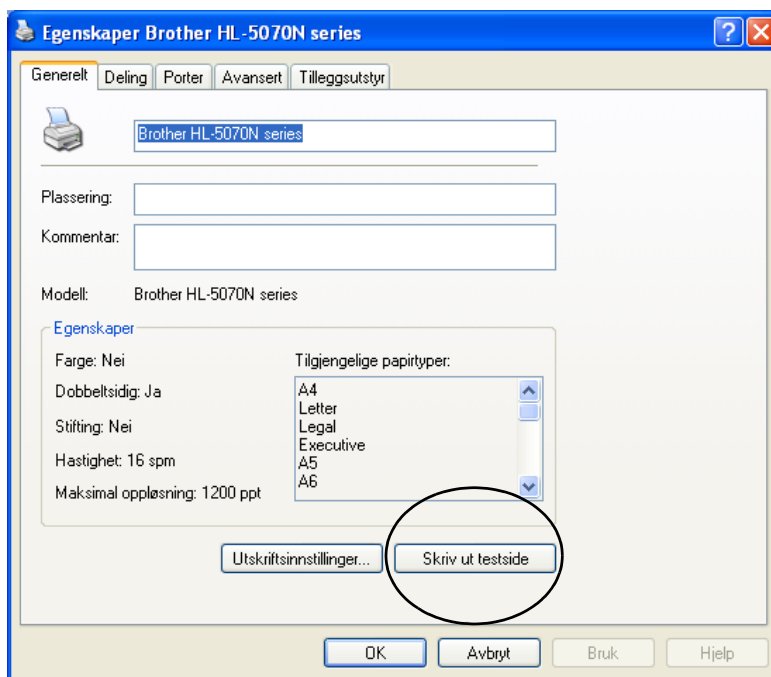 Egenskaper Brother HL-5070N series
Generelt Deling Porter Avansert Tilleggsutstyr
Brother HL-5070N series
Plassering:
Kommentar:
Modell: Brother HL-5070N series
Egenskaper
Farge: Nei Tilgjengelige papirtyper:
Dobbeltsidig: Ja
A4
Letter
Stifting: Nei
Legal
Executive
Hastighet: 16 spm
A5
A6
Maksimal oppløsning: 1200 ppt
Utskriftsinnstillinger... Skriv ut testside
OK Avbryt Bruk Hjelp